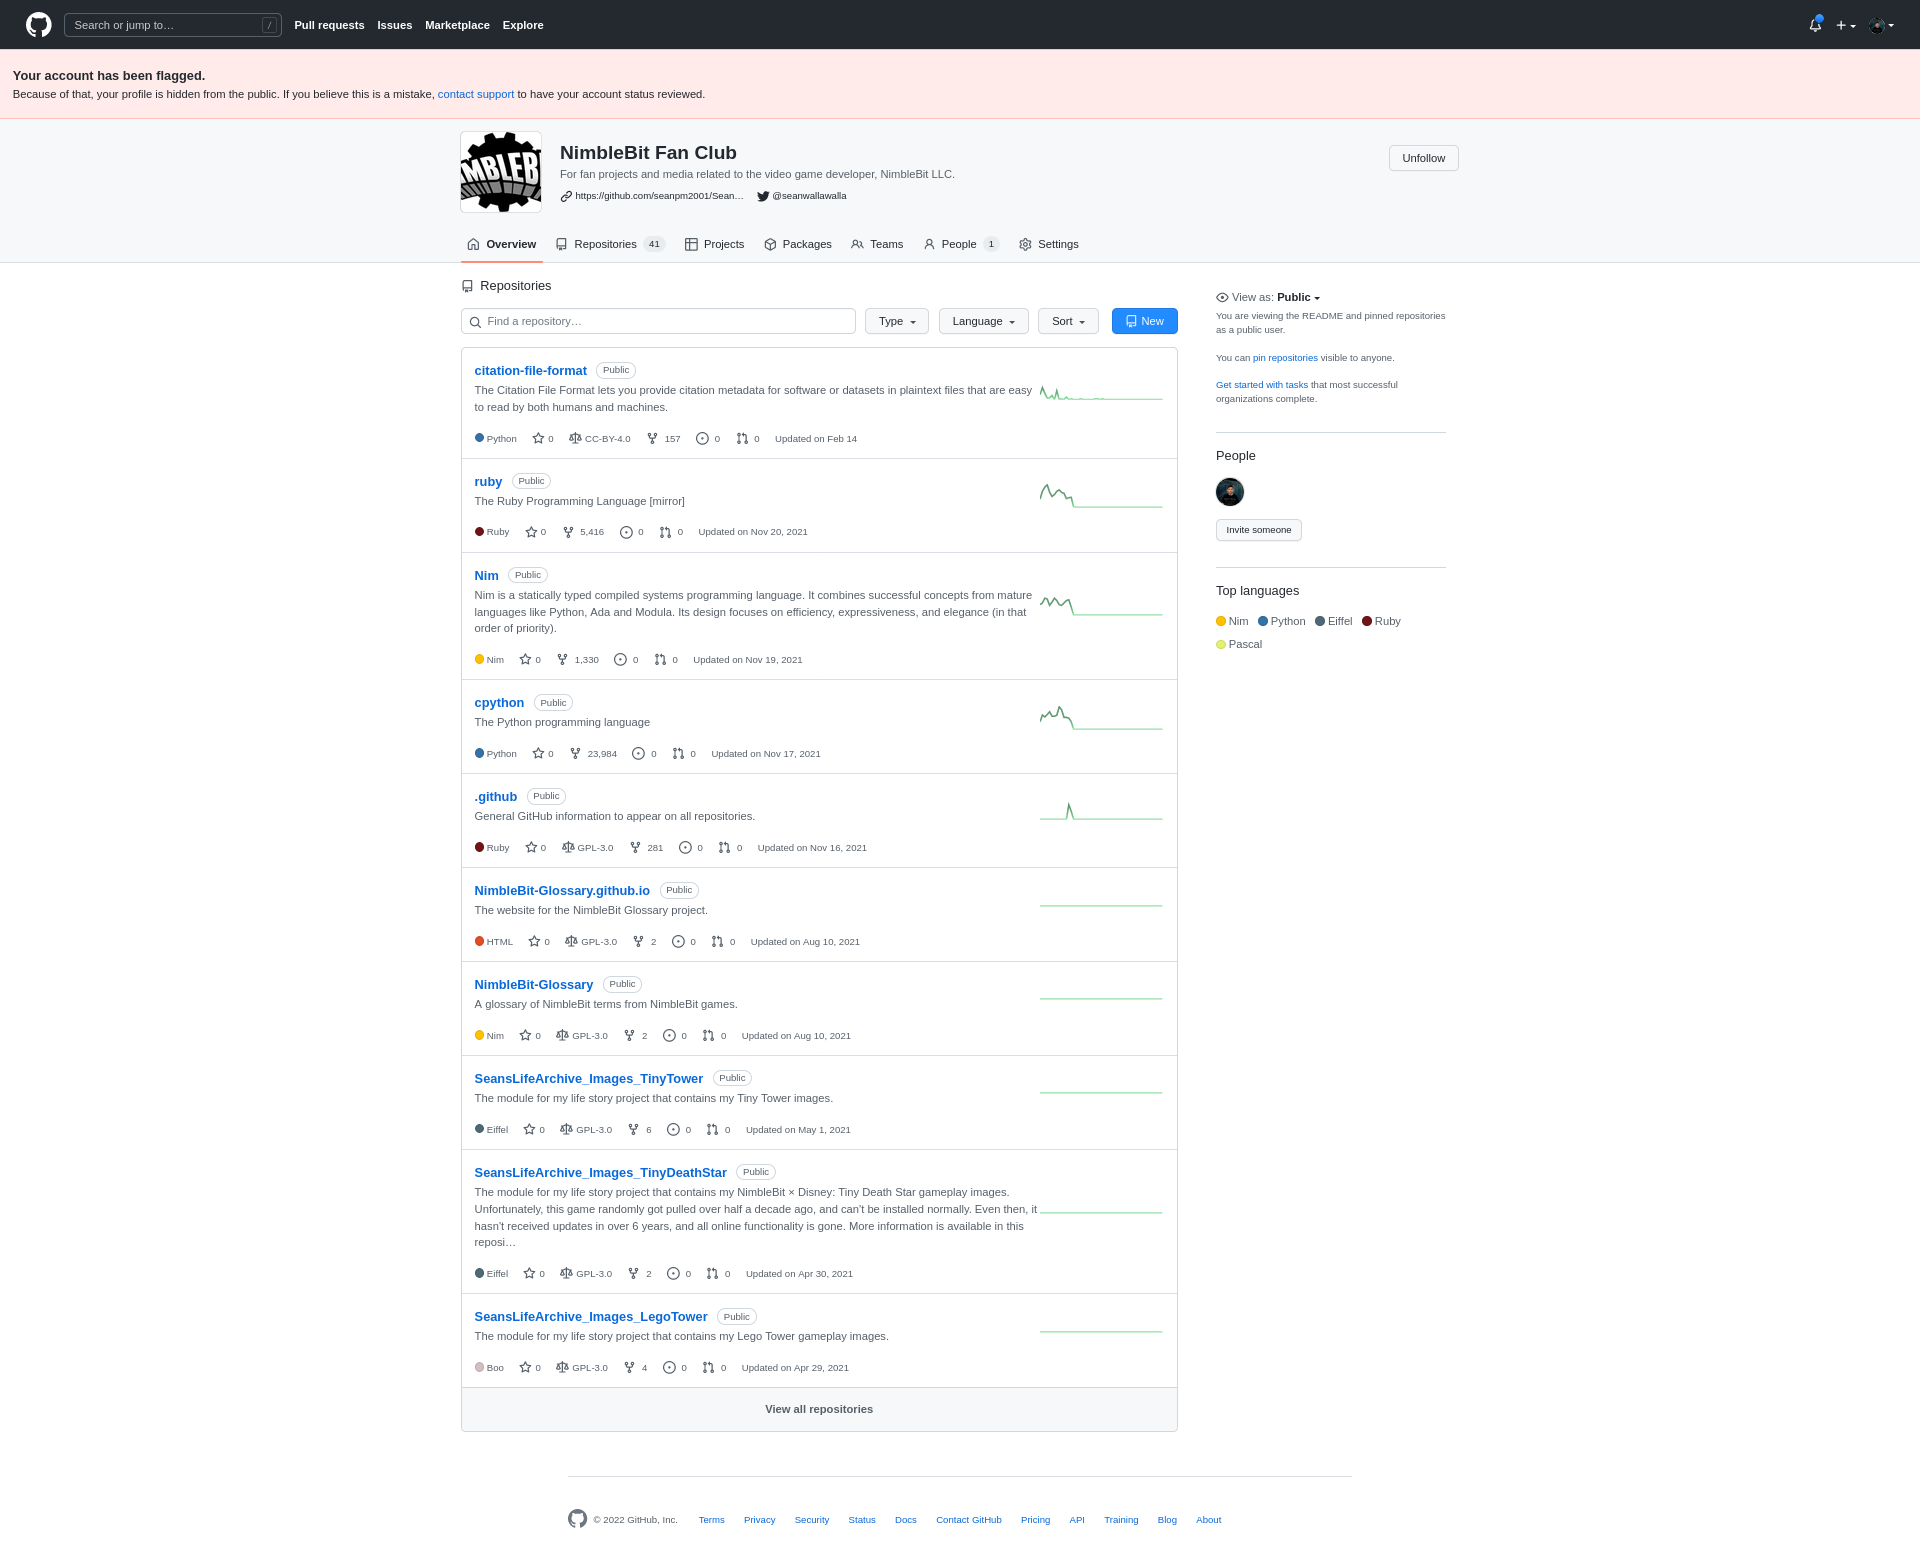 Search or jump to… /
Pull requests Issues Marketplace Explore
Your account has been flagged.
Because of that, your profile is hidden from the public. If you believe this is a mistake, contact support to have your account status reviewed.
MBLEB
NimbleBit Fan Club
For fan projects and media related to the video game developer, NimbleBit LLC.
https://github.com/seanpm2001/Sean… @seanwallawalla
Unfollow
Overview Repositories 41 Projects Packages Teams People 1 Settings
Repositories
Find a repository… Type Language Sort New
citation-file-format Public
The Citation File Format lets you provide citation metadata for software or datasets in plaintext files that are easy
to read by both humans and machines.
Python 0 CC-BY-4.0 157 0 0 Updated on Feb 14
ruby Public
The Ruby Programming Language [mirror]
Ruby 0 5,416 0 0 Updated on Nov 20, 2021
Nim Public
Nim is a statically typed compiled systems programming language. It combines successful concepts from mature
languages like Python, Ada and Modula. Its design focuses on efficiency, expressiveness, and elegance (in that
order of priority).
Nim 0 1,330 0 0 Updated on Nov 19, 2021
cpython Public
The Python programming language
Python 0 23,984 0 0 Updated on Nov 17, 2021
.github Public
General GitHub information to appear on all repositories.
Ruby 0 GPL-3.0 281 0 0 Updated on Nov 16, 2021
NimbleBit-Glossary.github.io Public
The website for the NimbleBit Glossary project.
HTML 0 GPL-3.0 2 0 0 Updated on Aug 10, 2021
NimbleBit-Glossary Public
A glossary of NimbleBit terms from NimbleBit games.
Nim 0 GPL-3.0 2 0 0 Updated on Aug 10, 2021
SeansLifeArchive_Images_TinyTower Public
The module for my life story project that contains my Tiny Tower images.
Eiffel 0 GPL-3.0 6 0 0 Updated on May 1, 2021
SeansLifeArchive_Images_TinyDeathStar Public
The module for my life story project that contains my NimbleBit × Disney: Tiny Death Star gameplay images.
Unfortunately, this game randomly got pulled over half a decade ago, and can't be installed normally. Even then, it
hasn't received updates in over 6 years, and all online functionality is gone. More information is available in this
reposi…
Eiffel 0 GPL-3.0 2 0 0 Updated on Apr 30, 2021
SeansLifeArchive_Images_LegoTower Public
The module for my life story project that contains my Lego Tower gameplay images.
Boo 0 GPL-3.0 4 0 0 Updated on Apr 29, 2021
View all repositories
View as: Public
You are viewing the README and pinned repositories
as a public user.
You can pin repositories visible to anyone.
Get started with tasks that most successful
organizations complete.
People
Invite someone
Top languages
Nim Python Eiffel Ruby
Pascal
© 2022 GitHub, Inc. Terms Privacy Security Status Docs Contact GitHub Pricing API Training Blog About